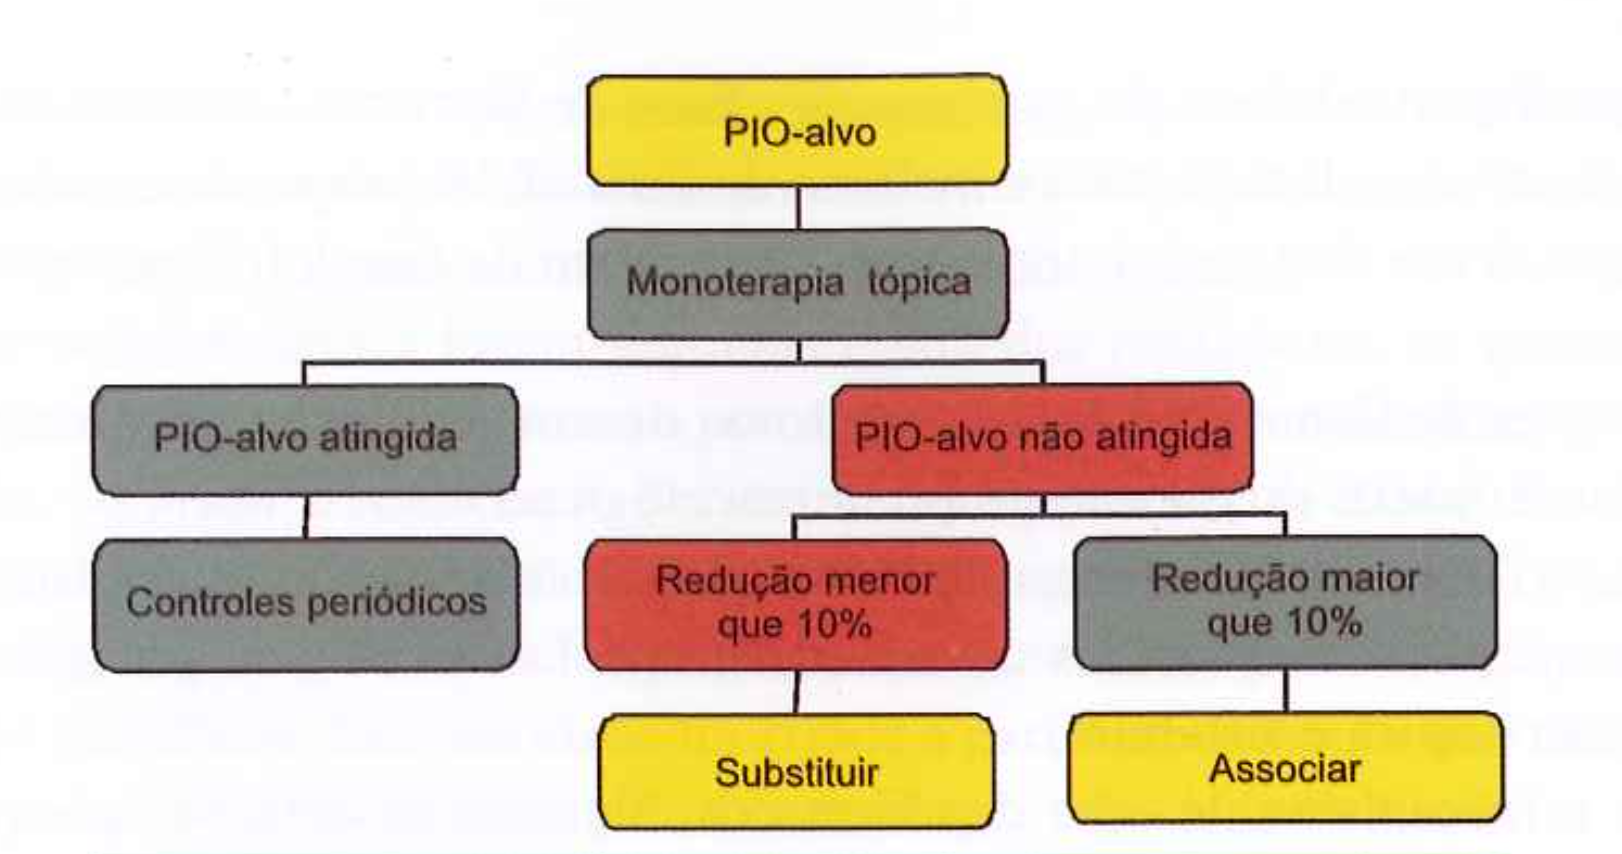 PIO-alvo
Monoterapia tópica
PIO-alvo atingida
PIO-alvo não atingida
Controles periódicos
Redução menor
que 10%
Redução maior
que 10%
Substituir
Associar